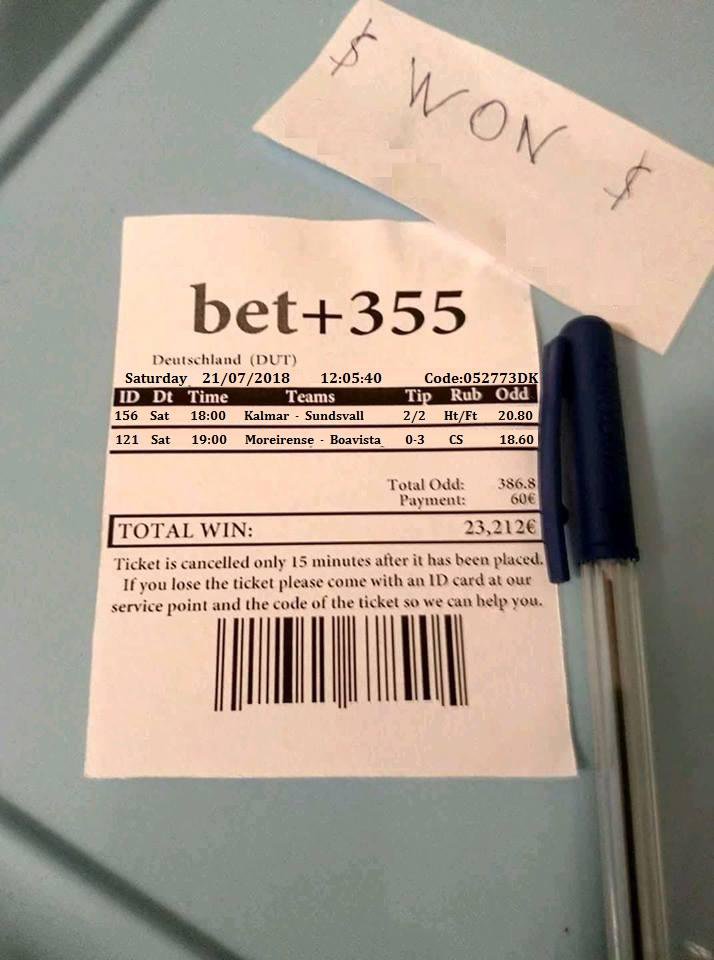 $ WON $
bet+355
Deutschland (DUT)
Saturday 21/07/2018 12:05:40 Code:052773DK
ID Dt Time Teams Tip Rub Odd
156 Sat 18:00 Kalmar - Sundsvall 2/2 Ht/Ft 20.80
121 Sat 19:00 Moreirense - Boavista 0-3 CS 18.60
Total Odd: 386.8
Payment: 60€
TOTAL WIN: 23,212€
Ticket is cancelled only 15 minutes after it has been placed.
If you lose the ticket please come with an ID card at our
service point and the code of the ticket so we can help you.